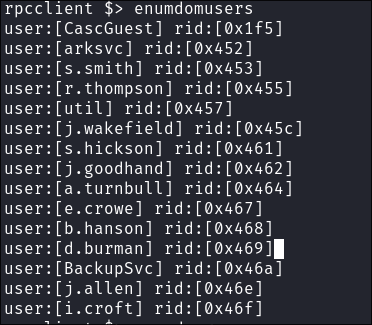 rpcclient $> enumdomusers
user:[CascGuest] rid:[0x1f5]
user:[arksvc] rid:[0x452]
user:[s.smith] rid:[0x453]
user:[r.thompson] rid:[0x455]
user:[util] rid:[0x457]
user:[j.wakefield] rid:[0x45c]
user:[s.hickson] rid:[0x461]
user:[j.goodhand] rid:[0x462]
user:[a.turnbull] rid:[0x464]
user:[e.crowe] rid:[0x467]
user:[b.hanson] rid:[0x468]
user:[d.burman] rid:[0x469]
user:[BackupSvc] rid:[0x46a]
user:[j.allen] rid:[0x46e]
user:[i.croft] rid:[0x46f]